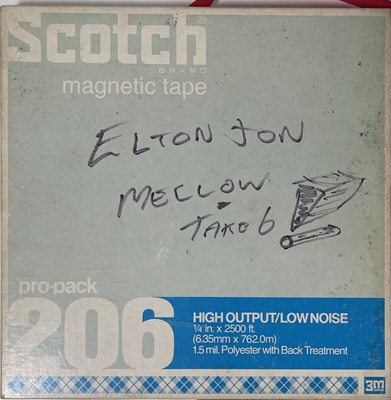 Scotch
BRAND
magnetic tape
ELTON JON
MELLOW
TAKE 6
pro-pack
206
HIGH OUTPUT/LOW NOISE
¼ in. x 2500 ft.
(6.35mm x 762.0m)
1.5 mil. Polyester with Back Treatment
3m